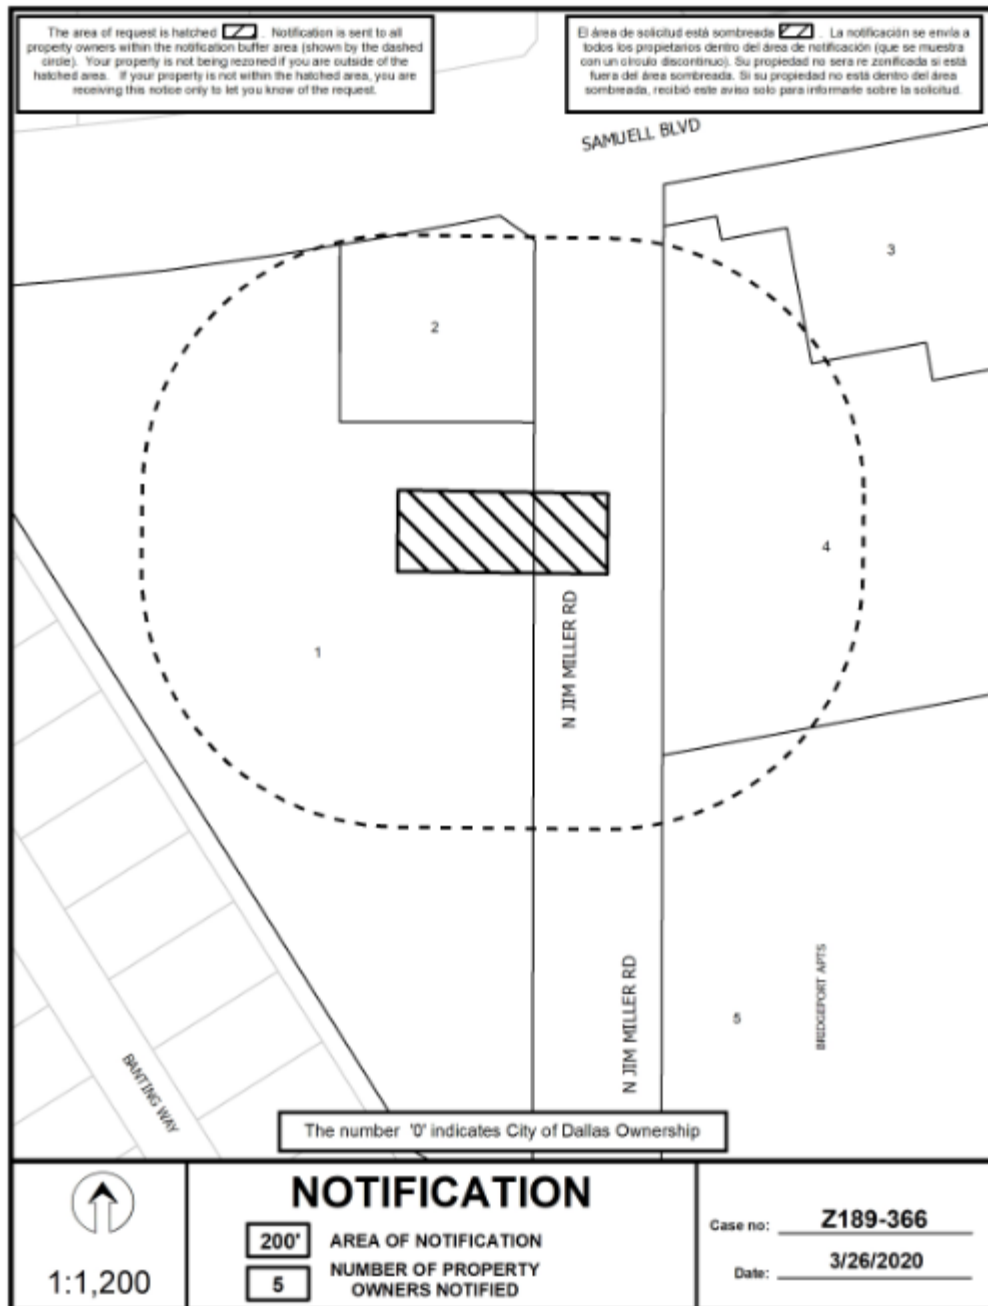 The area of request is hatched . Notification is sent to all
property owners within the notification buffer area (shown by the dashed
circle). Your property is not being rezoned if you are outside of the
hatched area. If your property is not within the hatched area, you are
receiving this notice only to let you know of the request.
El área de solicitud está sombreada . La notificación se envía a
todos los propietarios dentro del área de notificación (que se muestra
con un círculo discontinuo). Su propiedad no sera re zonificada si está
fuera del área sombreada. Si su propiedad no está dentro del área
sombreada, recibió este aviso solo para informarle sobre la solicitud.
SAMUELL BLVD
3
2
4
N JIM MILLER RD
1
N JIM MILLER RD
BRIDGEPORT APTS
5
BANTING WAY
The number '0' indicates City of Dallas Ownership
1:1,200
NOTIFICATION
200' AREA OF NOTIFICATION
5 NUMBER OF PROPERTY
OWNERS NOTIFIED
Case no: Z189-366
Date: 3/26/2020